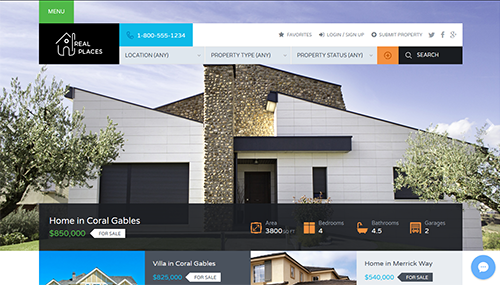 MENU
REAL PLACES
1-800-555-1234
FAVORITES
LOGIN / SIGN UP
SUBMIT PROPERTY
LOCATION (ANY)
PROPERTY TYPE (ANY)
PROPERTY STATUS (ANY)
SEARCH
Home in Coral Gables
$850,000 FOR SALE
Area
3800 SQ FT
Bedrooms
4
Bathrooms
4.5
Garages
2
Villa in Coral Gables
$825,000 FOR SALE
Home in Merrick Way
$540,000 FOR SALE